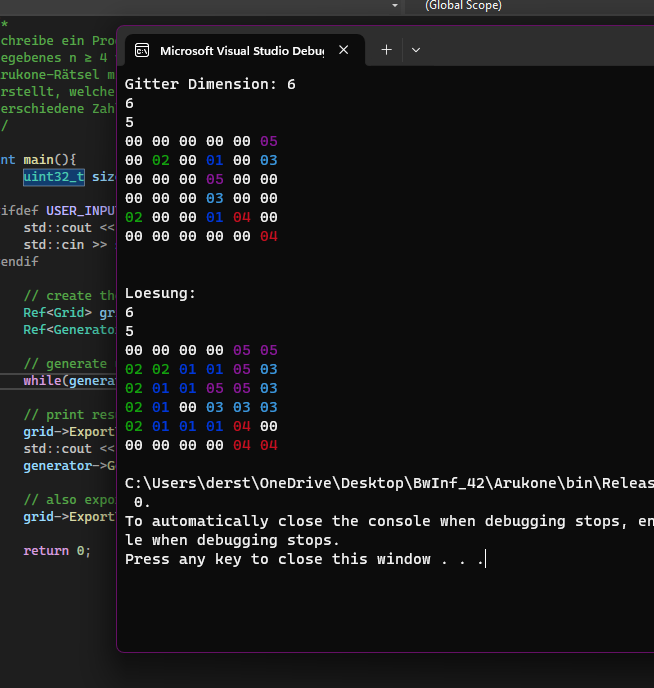 (Global Scope)
*
chreibe ein Pro
egebenes n ≥ 4
rukone-Rätsel m
rstellt, welche
erschiedene Zah
/
nt main(){
uint32_t siz
ifdef USER_INPU
std::cout <<
std::cin >>
endif
// create th
Ref<Grid> gr
Ref<Generato
// generate
while(genera
// print res
grid->Export
std::cout <<
generator->G
// also expo
grid->Export
return 0;
Microsoft Visual Studio Debu
Gitter Dimension: 6
6
5
00 00 00 00 00 05
00 02 00 01 00 03
00 00 00 05 00 00
00 00 00 03 00 00
02 00 00 01 04 00
00 00 00 00 00 04
Loesung:
6
5
00 00 00 00 05 05
02 02 01 01 05 03
02 01 01 05 05 03
02 01 00 03 03 03
02 01 01 01 04 00
00 00 00 00 04 04
C:\Users\derst\OneDrive\Desktop\BwInf_42\Arukone\bin\Releas
0.
To automatically close the console when debugging stops, en
le when debugging stops.
Press any key to close this window . . .